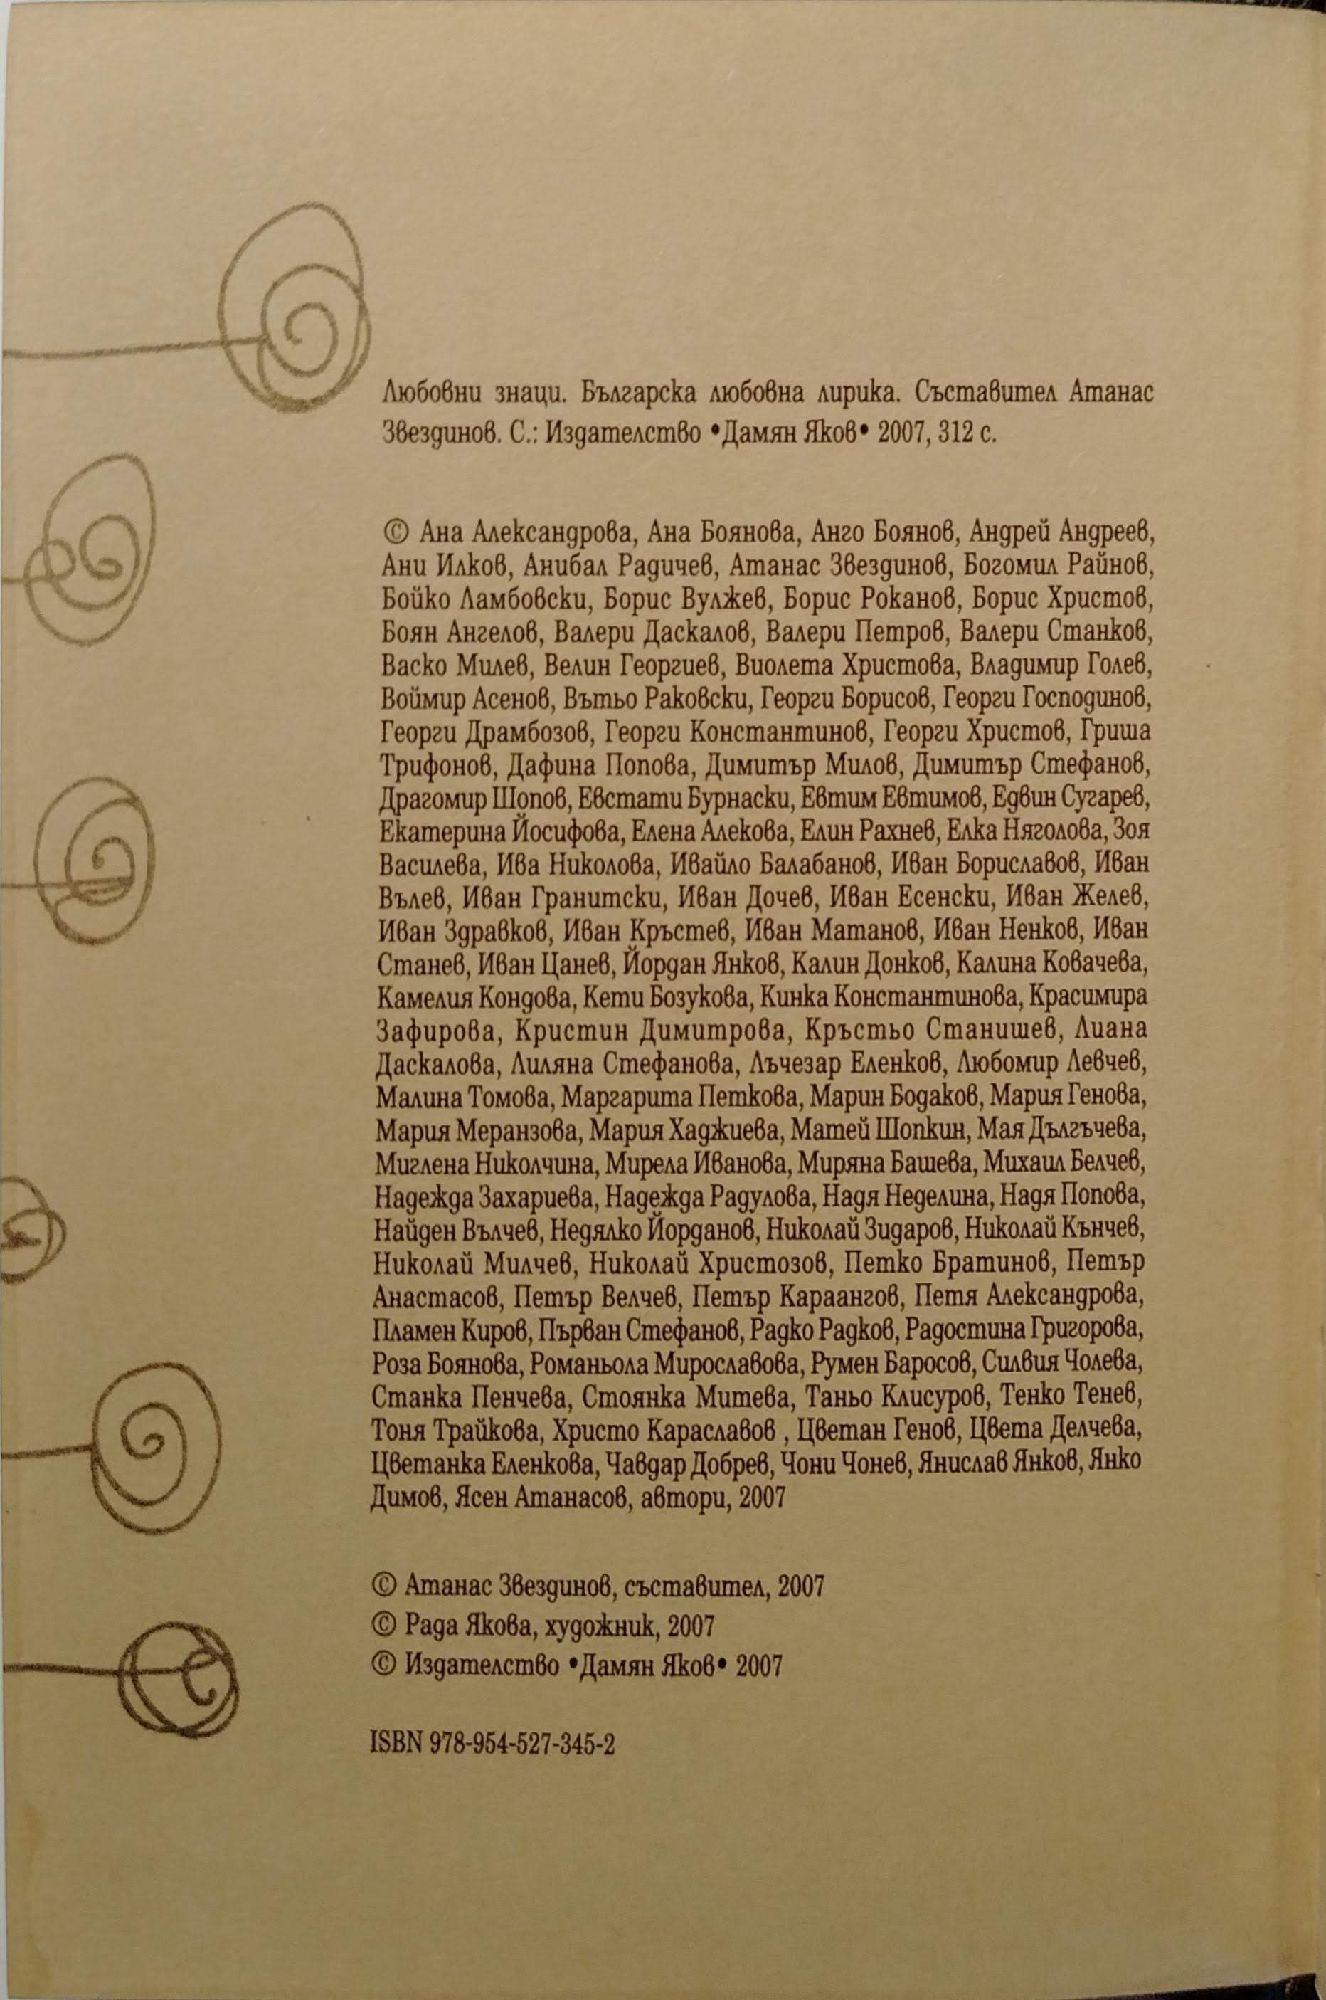 Любовни знаци. Българска любовна лирика. Съставител Атанас
Звездинов. С.: Издателство •Дамян Яков• 2007, 312 с.
© Ана Александрова, Ана Боянова, Анго Боянов, Андрей Андреев,
Ани Илков, Анибал Радичев, Атанас Звездинов, Богомил Райнов,
Бойко Ламбовски, Борис Вулжев, Борис Роканов, Борис Христов,
Боян Ангелов, Валери Даскалов, Валери Петров, Валери Станков,
Васко Милев, Велин Георгиев, Виолета Христова, Владимир Голев,
Воймир Асенов, Вътьо Раковски, Георги Борисов, Георги Господинов,
Георги Драмбозов, Георги Константинов, Георги Христов, Гриша
Трифонов, Дафина Попова, Димитър Милов, Димитър Стефанов,
Драгомир Шопов, Евстати Бурнаски, Евтим Евтимов, Едвин Сугарев,
Екатерина Йосифова, Елена Алекова, Елин Рахнев, Елка Няголова, Зоя
Василева, Ива Николова, Ивайло Балабанов, Иван Бориславов, Иван
Вълев, Иван Гранитски, Иван Дочев, Иван Есенски, Иван Желев,
Иван Здравков, Иван Кръстев, Иван Матанов, Иван Ненков, Иван
Станев, Иван Цанев, Йордан Янков, Калин Донков, Калина Ковачева,
Камелия Кондова, Кети Бозукова, Кинка Константинова, Красимира
Зафирова, Кристин Димитрова, Кръстьо Станишев, Лиана
Даскалова, Лиляна Стефанова, Лъчезар Еленков, Любомир Левчев,
Малина Томова, Маргарита Петкова, Марин Бодаков, Мария Генова,
Мария Меранзова, Мария Хаджиева, Матей Шопкин, Мая Дългъчева,
Миглена Николчина, Мирела Иванова, Миряна Башева, Михаил Белчев,
Надежда Захариева, Надежда Радулова, Надя Неделина, Надя Попова,
Найден Вълчев, Недялко Йорданов, Николай Зидаров, Николай Кънчев,
Николай Милчев, Николай Христозов, Петко Братинов, Петър
Анастасов, Петър Велчев, Петър Караангов, Петя Александрова,
Пламен Киров, Първан Стефанов, Радко Радков, Радостина Григорова,
Роза Боянова, Романьола Мирославова, Румен Баросов, Силвия Чолева,
Станка Пенчева, Стоянка Митева, Таньо Клисуров, Тенко Тенев,
Тоня Трайкова, Христо Караславов , Цветан Генов, Цвета Делчева,
Цветанка Еленкова, Чавдар Добрев, Чони Чонев, Янислав Янков, Янко
Димов, Ясен Атанасов, автори, 2007
© Атанас Звездинов, съставител, 2007
© Рада Якова, художник, 2007
© Издателство •Дамян Яков• 2007
ISBN 978-954-527-345-2